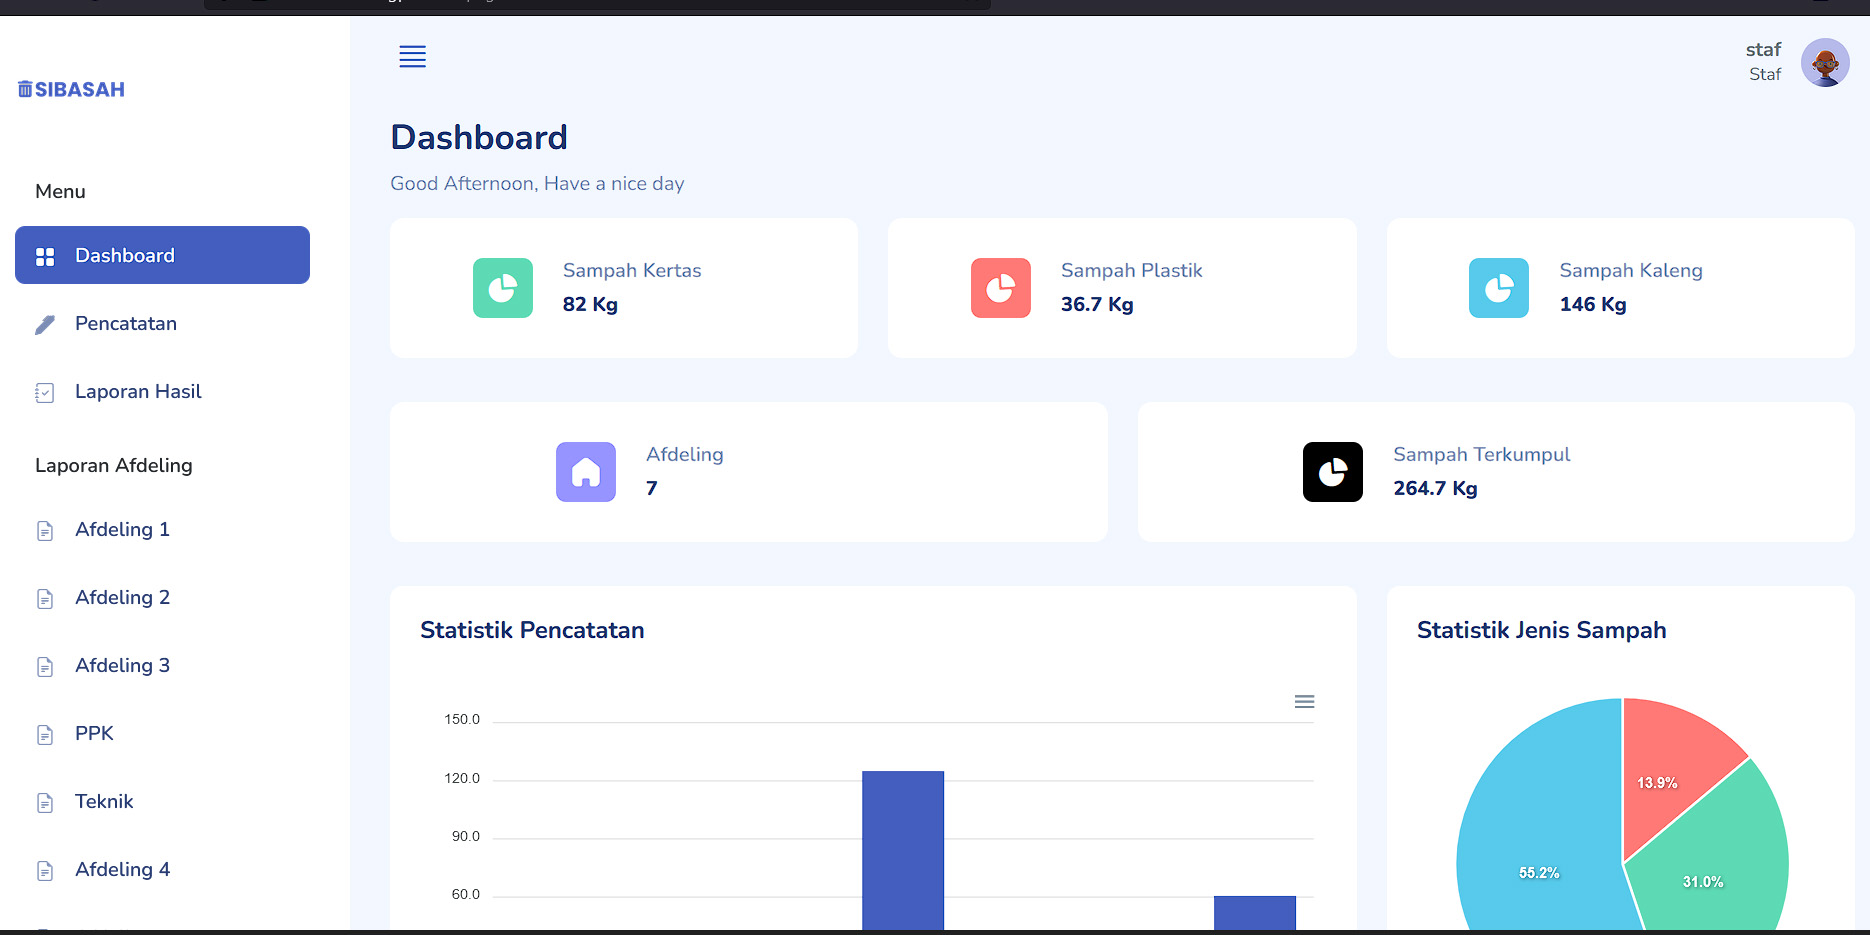 SIBASAH
Menu
Dashboard
Pencatatan
Laporan Hasil
Laporan Afdeling
Afdeling 1
Afdeling 2
Afdeling 3
PPK
Teknik
Afdeling 4
staf
Staf
Dashboard
Good Afternoon, Have a nice day
Sampah Kertas
82 Kg
Sampah Plastik
36.7 Kg
Sampah Kaleng
146 Kg
Afdeling
7
Sampah Terkumpul
264.7 Kg
Statistik Pencatatan
150.0
120.0
90.0
60.0
Statistik Jenis Sampah
13.9%
55.2%
31.0%